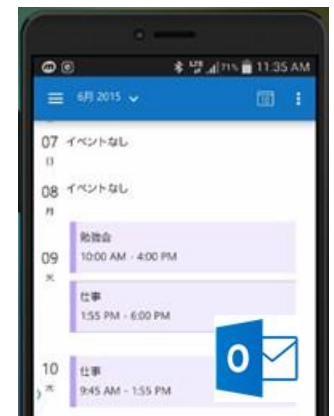 71% 11:35 AM
6月 2015
07 イベントなし
日
08 イベントなし
月
勉強会
09 10:00 AM - 4:00 PM
火
仕事
1:55 PM - 6:00 PM
10 仕事
水 9:45 AM - 1:55 PM